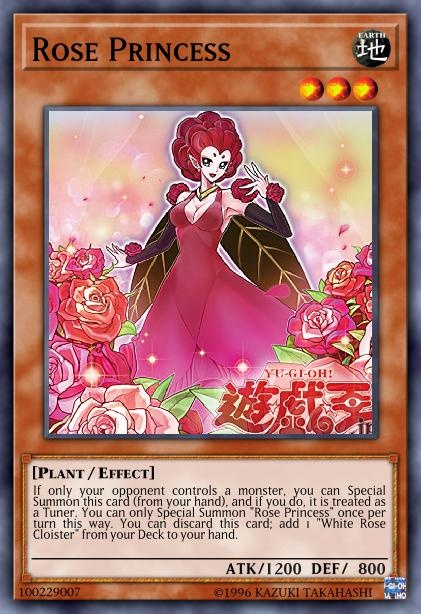 ROSE PRINCESS
EARTH
地
YU-GI-OH!
遊戯王
[PLANT / EFFECT]
If only your opponent controls a monster, you can Special
Summon this card (from your hand), and if you do, it is treated
as a Tuner. You can only Special Summon "Rose Princess" once per
turn this way. You can discard this card; add 1 "White Rose
Cloister" from your Deck to your hand.
ATK/1200 DEF/ 800
100229007
©1996 KAZUKI TAKAHASHI